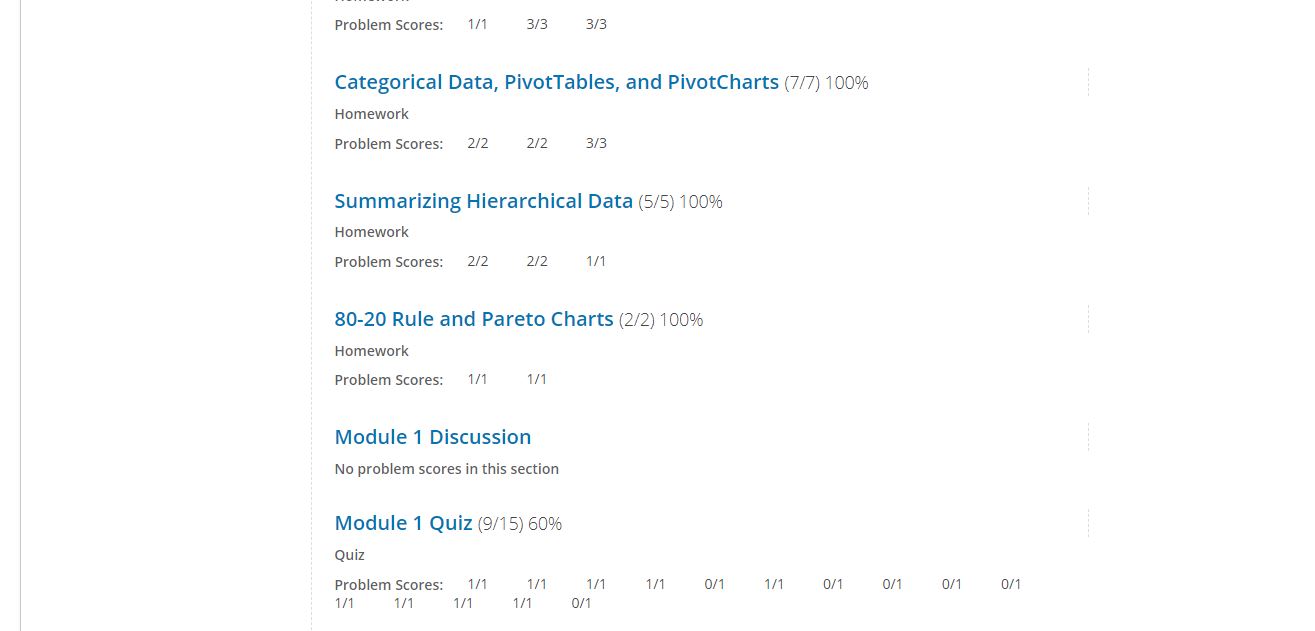 Problem Scores: 1/1 3/3 3/3
Categorical Data, PivotTables, and PivotCharts (7/7) 100%
Homework
Problem Scores: 2/2 2/2 3/3
Summarizing Hierarchical Data (5/5) 100%
Homework
Problem Scores: 2/2 2/2 1/1
80-20 Rule and Pareto Charts (2/2) 100%
Homework
Problem Scores: 1/1 1/1
Module 1 Discussion
No problem scores in this section
Module 1 Quiz (9/15) 60%
Quiz
Problem Scores: 1/1 1/1 1/1 1/1 0/1 1/1 0/1 0/1 0/1 0/1
1/1 1/1 1/1 1/1 0/1